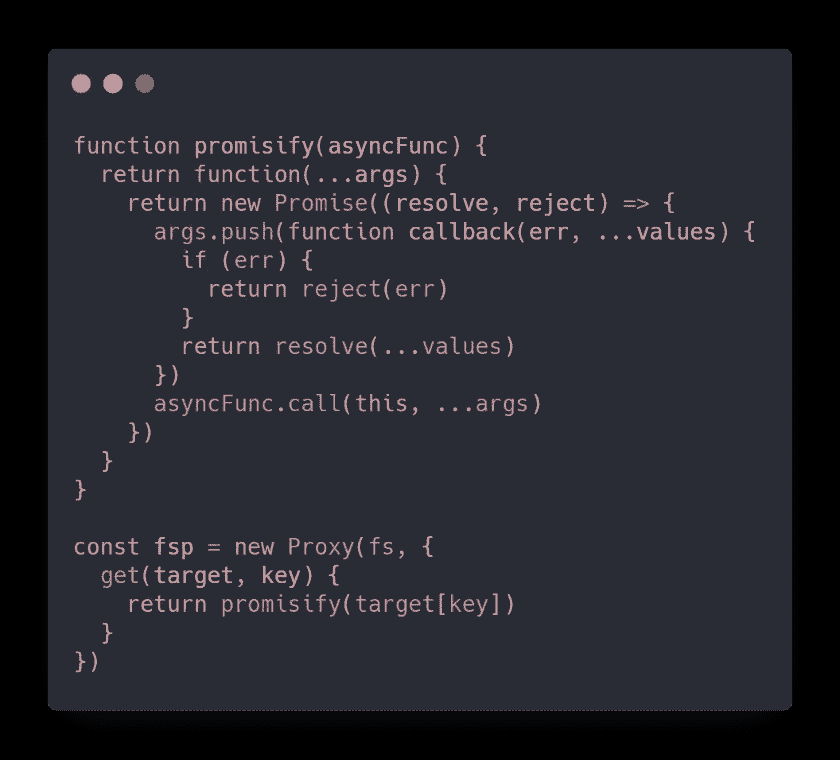 function promisify(asyncFunc) {
  return function(...args) {
    return new Promise((resolve, reject) => {
      args.push(function callback(err, ...values) {
        if (err) {
          return reject(err)
        }
        return resolve(...values)
      })
      asyncFunc.call(this, ...args)
    })
  }
}

const fsp = new Proxy(fs, {
  get(target, key) {
    return promisify(target[key])
  }
})